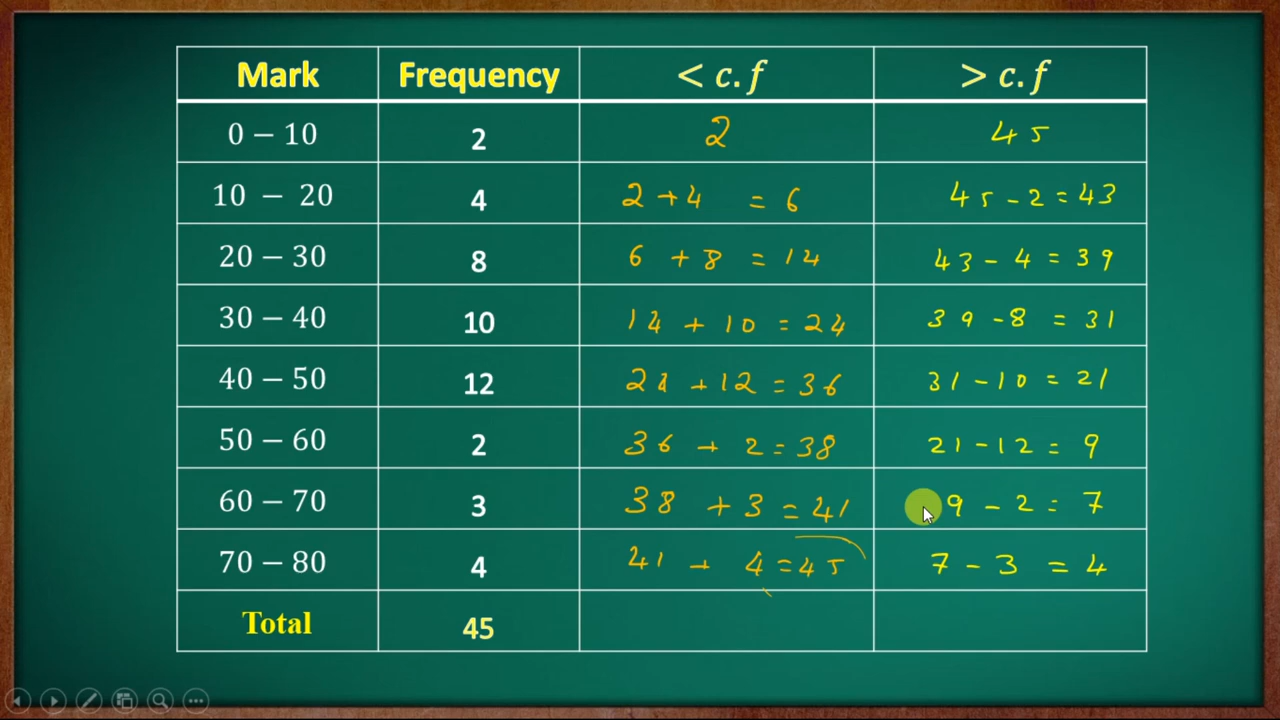 Mark Frequency < c.f > c.f
0 – 10 2 2 45
10 – 20 4 2 + 4 = 6 45 - 2 = 43
20 – 30 8 6 + 8 = 14 43 - 4 = 39
30 – 40 10 14 + 10 = 24 39 - 8 = 31
40 – 50 12 24 + 12 = 36 31 - 10 = 21
50 – 60 2 36 + 2 = 38 21 - 12 = 9
60 – 70 3 38 + 3 = 41 9 - 2 = 7
70 – 80 4 41 + 4 = 45 7 - 3 = 4
Total 45